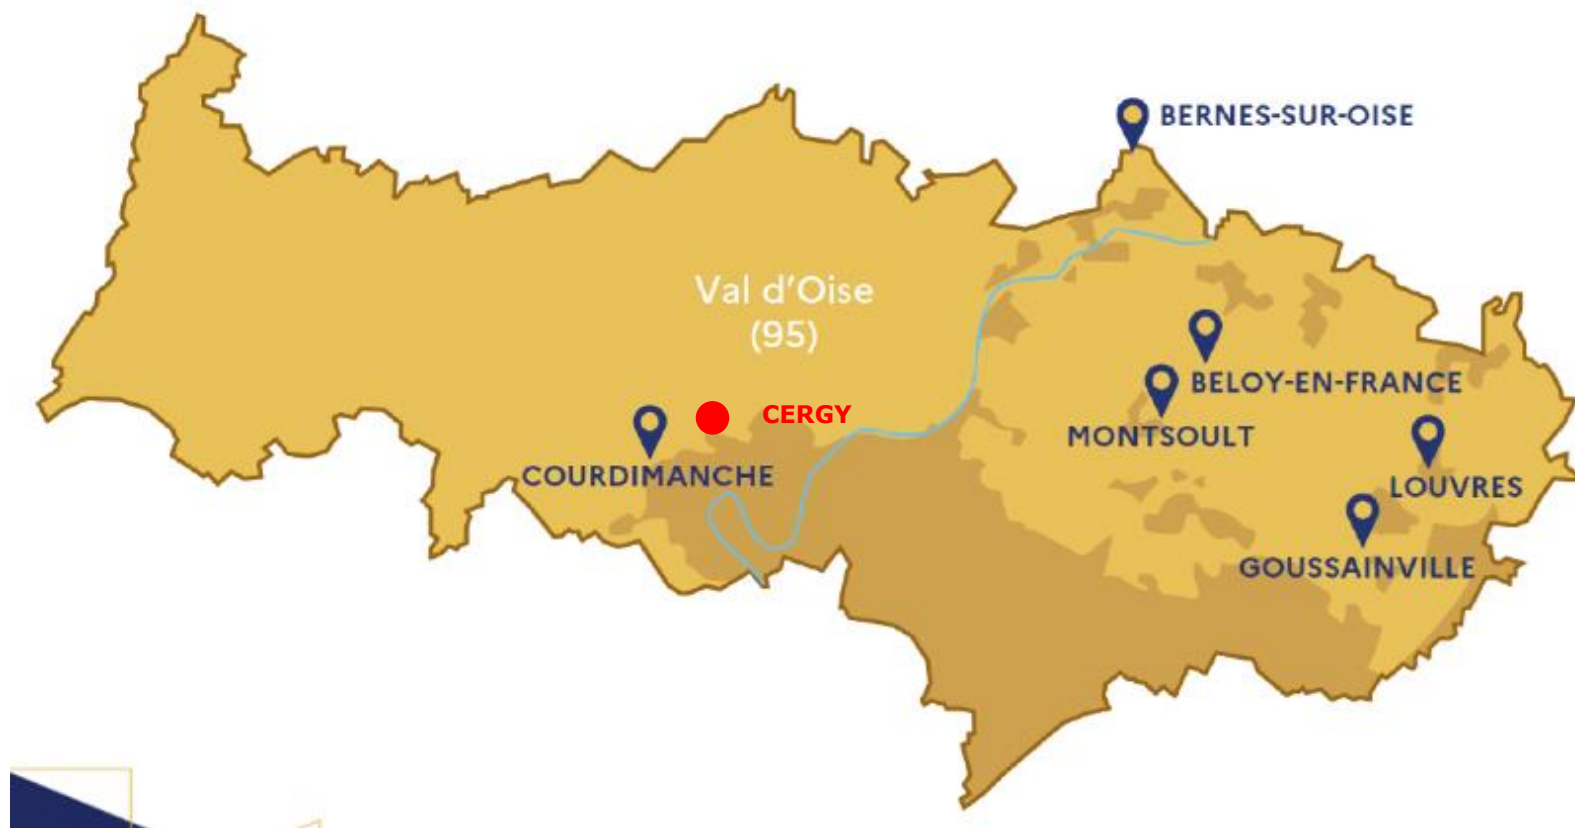 BERNES-SUR-OISE
Val d'Oise
(95)
BELOY-EN-FRANCE
CERGY
MONTSOULT
COURDIMANCHE
LOUVRES
GOUSSAINVILLE